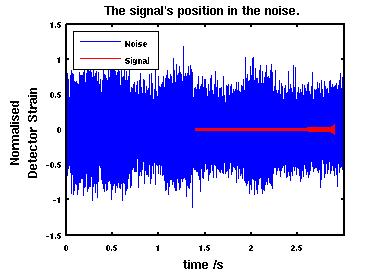 The signal's position in the noise.
Normalised
Detector Strain
1.5
1
0.5
0
-0.5
-1
-1.5
Noise
Signal
0 0.5 1 1.5 2 2.5
time /s